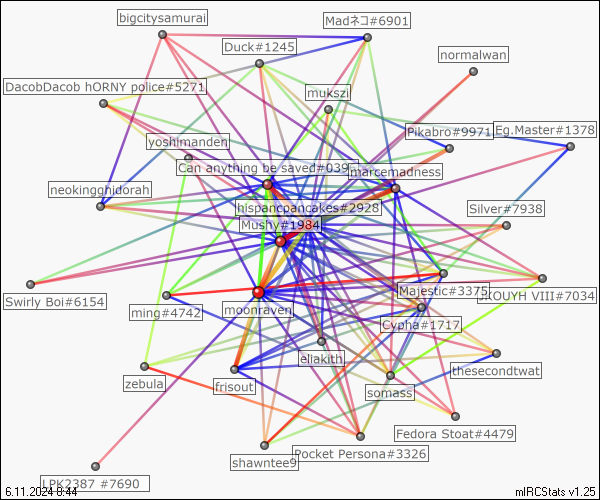 bigcitysamurai
Madネコ#6901
Duck#1245
normalwan
DacobDacob hORNY police#5271
mukszi
Pikabro#9971
Eg.Master#1378
yoshimanden
Can anything be saved#039
marcemadness
neokingghidorah
hispancpancakes#2928
Silver#7938
Mushy#1984
Swirly Boi#6154
ming#4742
moonraven
Majestic#3375
KOUYH VIII#7034
Cypha#1717
eliakith
thesecondtwat
zebula
frisout
somass
Fedora Stoat#4479
shawntee9
Pocket Persona#3326
LPK2387 #7690
6.11.2024 0:44
mIRCStats v1.25